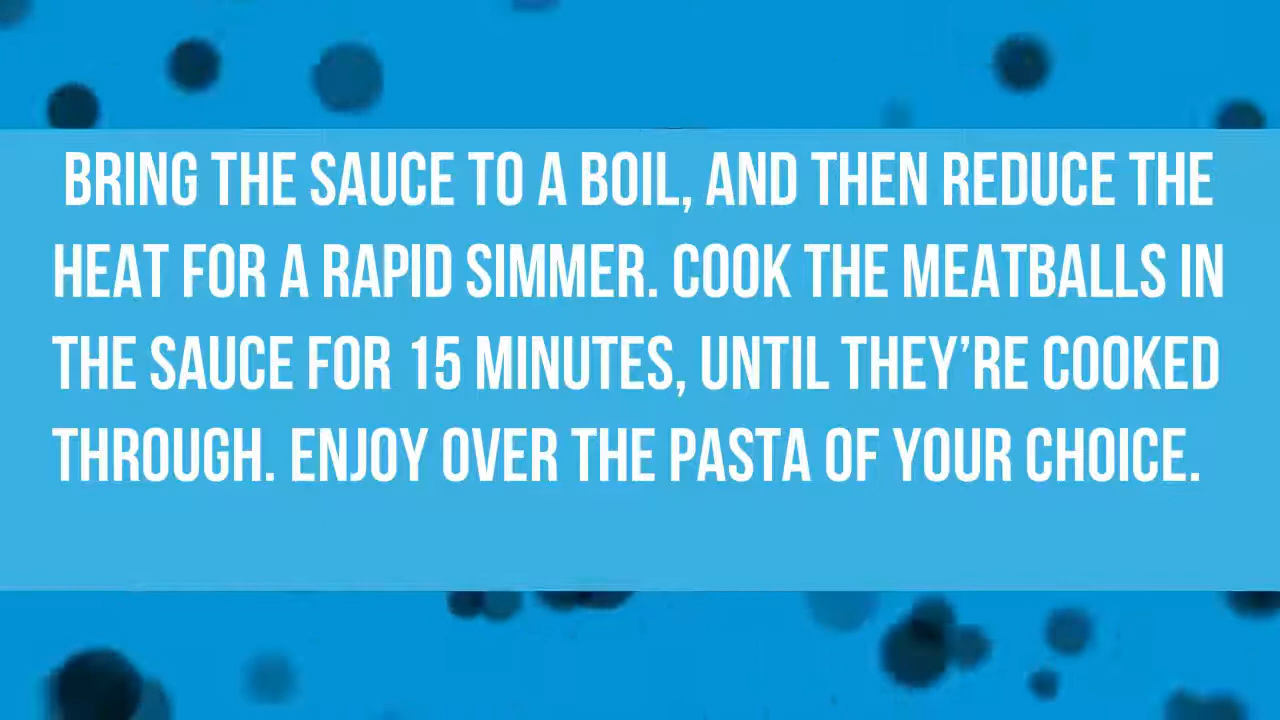 BRING THE SAUCE TO A BOIL, AND THEN REDUCE THE
HEAT FOR A RAPID SIMMER. COOK THE MEATBALLS IN
THE SAUCE FOR 15 MINUTES, UNTIL THEY’RE COOKED
THROUGH. ENJOY OVER THE PASTA OF YOUR CHOICE.